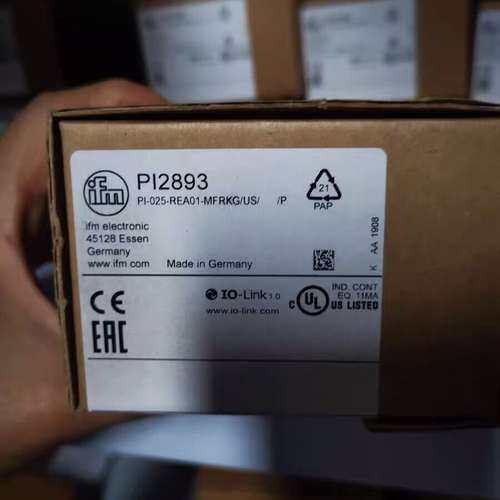 ifm
PI2893
PI-025-REA01-MFRKG/US/ /P
ifm electronic
45128 Essen
Germany
www.ifm.com Made in Germany
21
PAP
K AA 1908
CE
EAC
IO-Link 1.0
www.io-link.com
C UL US LISTED
IND. CONT
EQ. 11MA